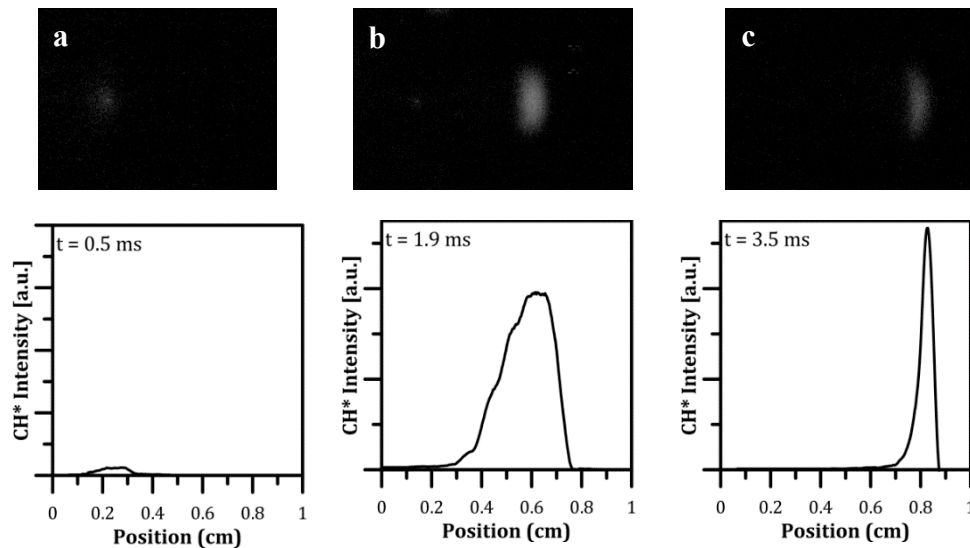 a
b
c
t = 0.5 ms
CH* Intensity [a.u.]
0 0.2 0.4 0.6 0.8 1
Position (cm)
t = 1.9 ms
CH* Intensity [a.u.]
0 0.2 0.4 0.6 0.8 1
Position (cm)
t = 3.5 ms
CH* Intensity [a.u.]
0 0.2 0.4 0.6 0.8 1
Position (cm)